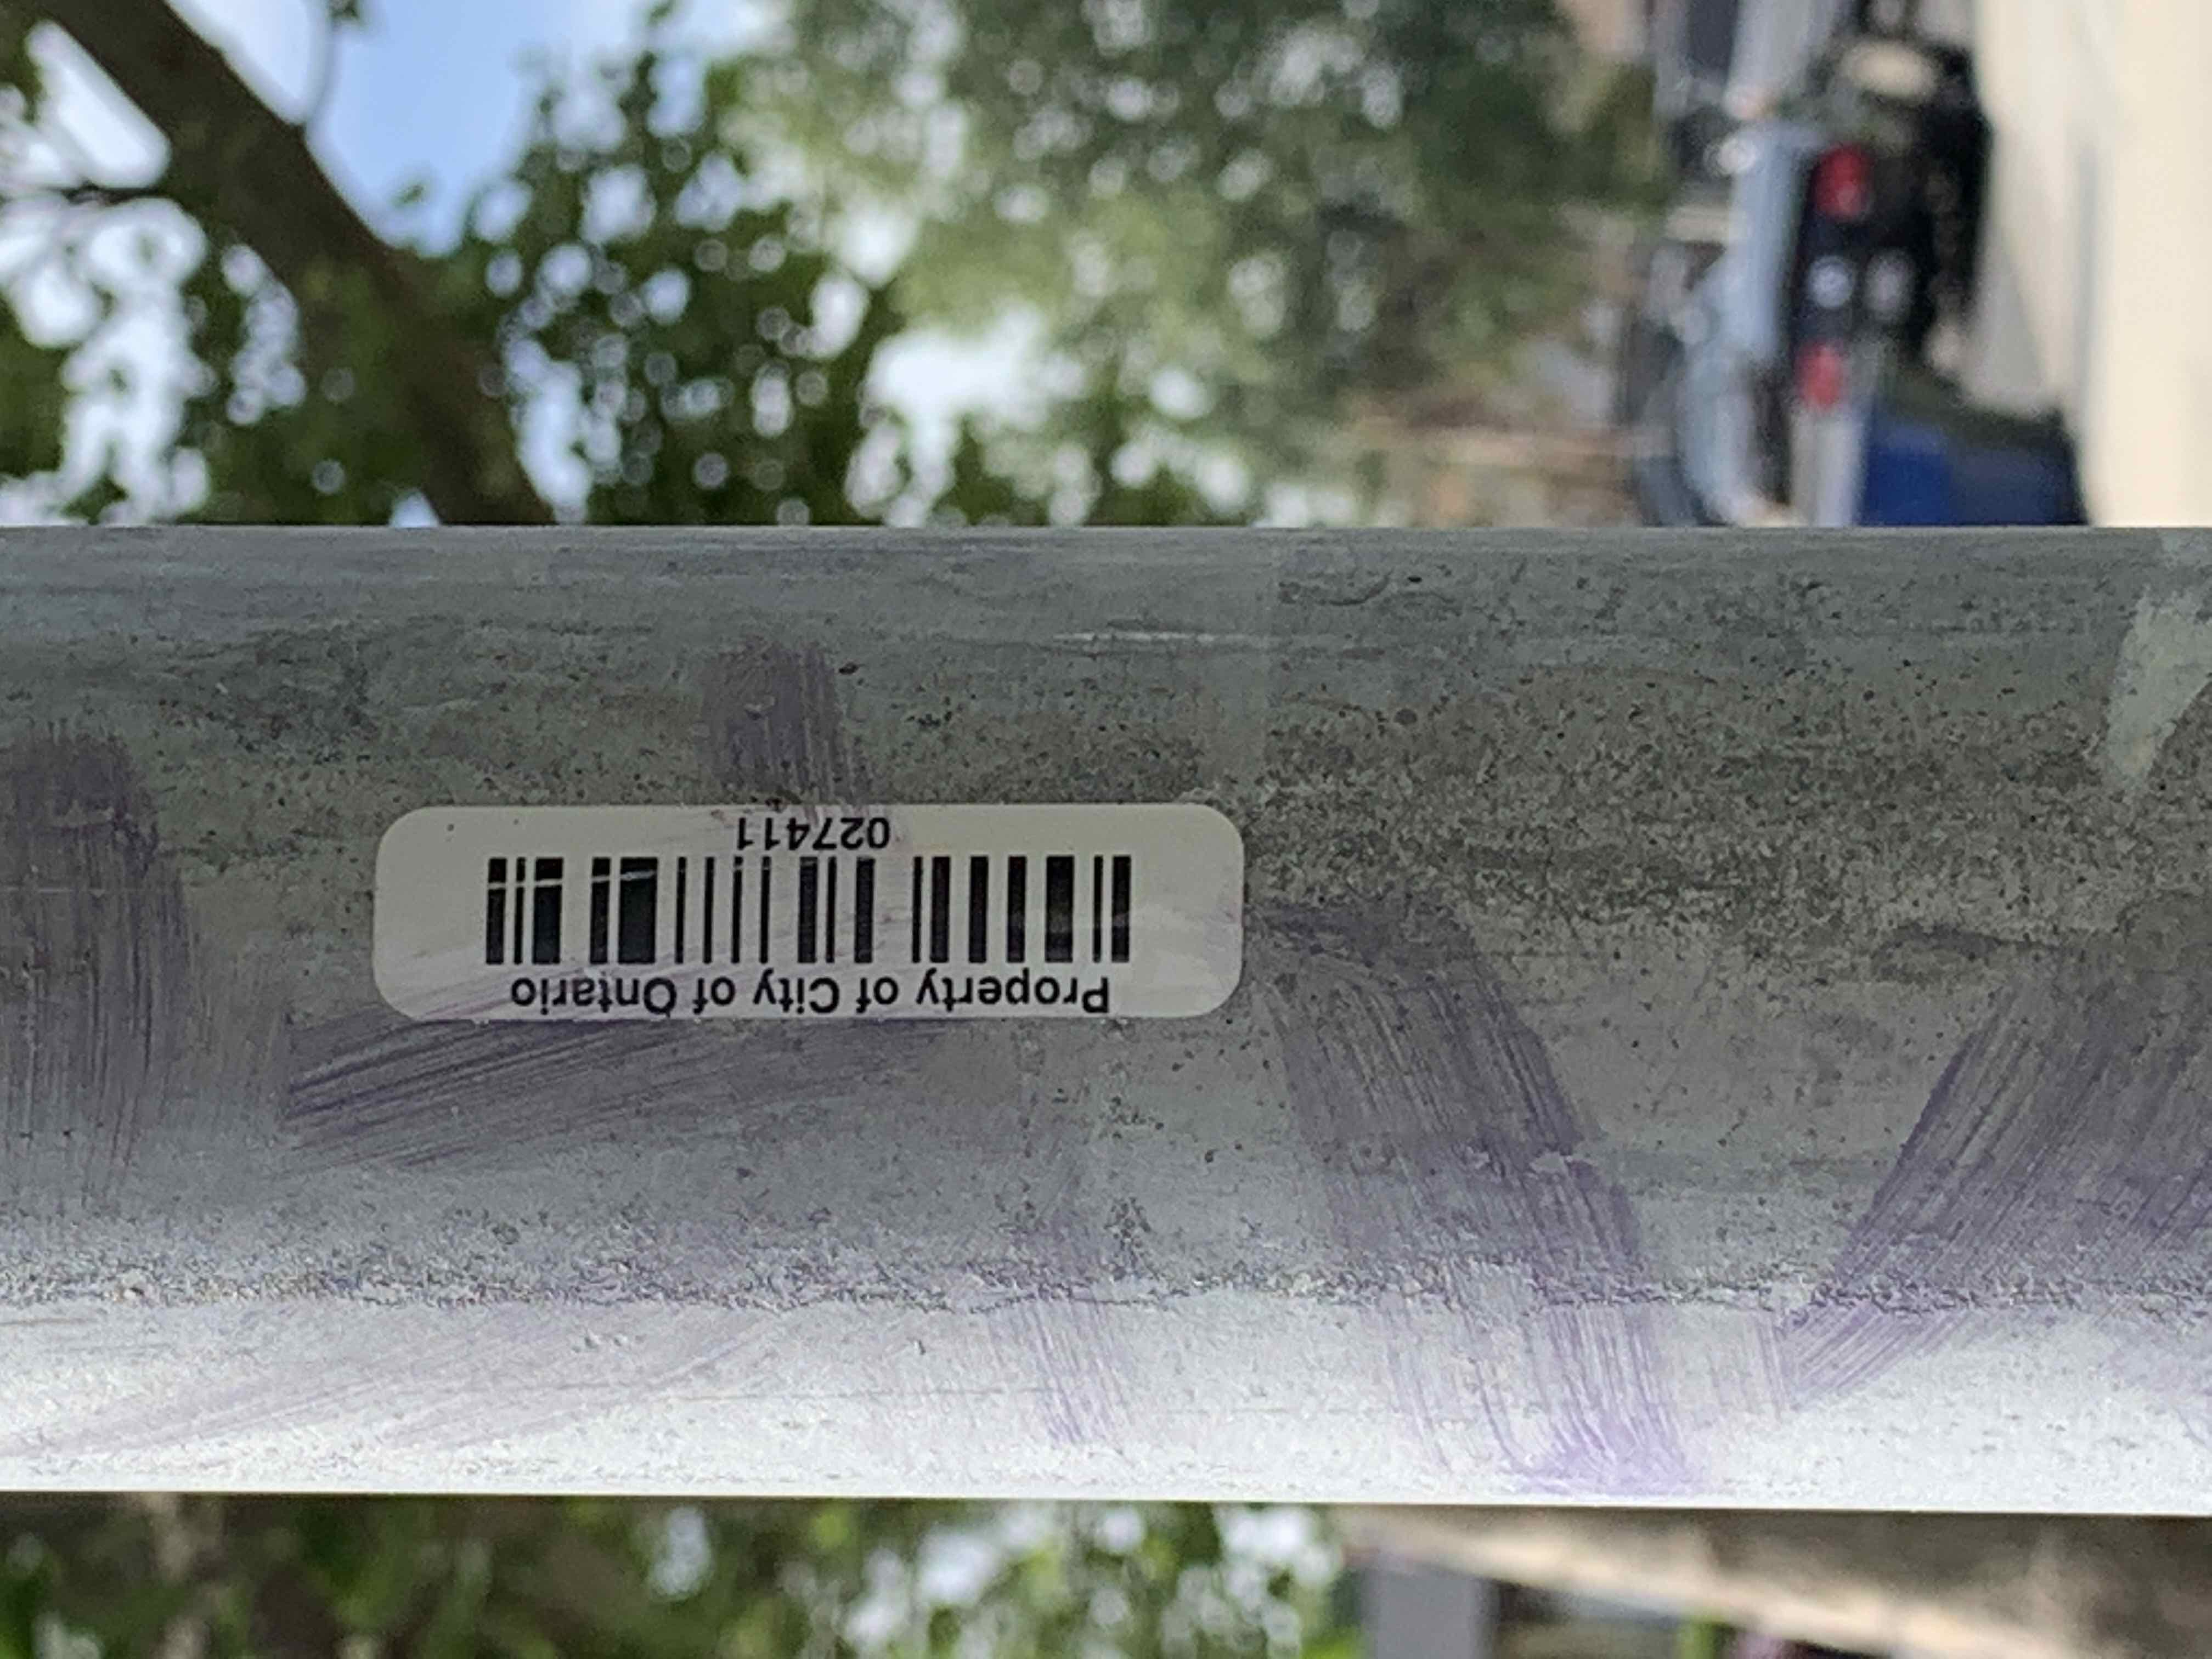 Property of City of Ontario
027411